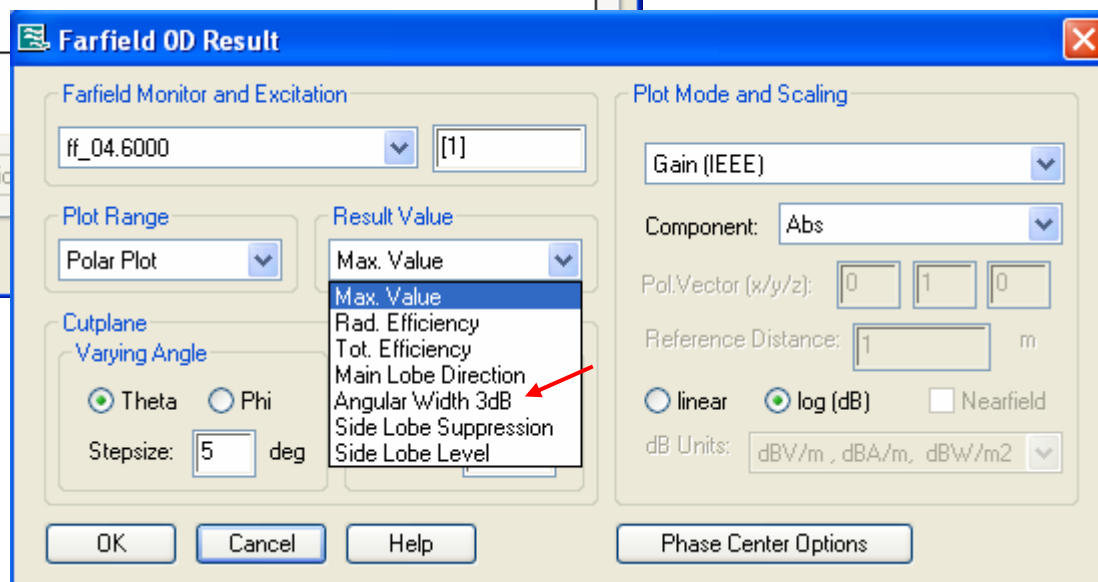 Farfield 0D Result
Farfield Monitor and Excitation
ff_04.6000
[1]
Plot Range
Polar Plot
Result Value
Max. Value
Max. Value
Rad. Efficiency
Tot. Efficiency
Main Lobe Direction
Angular Width 3dB
Side Lobe Suppression
Side Lobe Level
Cutplane
Varying Angle
Theta
Phi
Stepsize:
5
deg
Plot Mode and Scaling
Gain (IEEE)
Component:
Abs
Pol.Vector (x/y/z):
0
1
0
Reference Distance:
1
m
linear
log (dB)
Nearfield
dB Units:
dBV/m , dBA/m, dBW/m2
OK
Cancel
Help
Phase Center Options